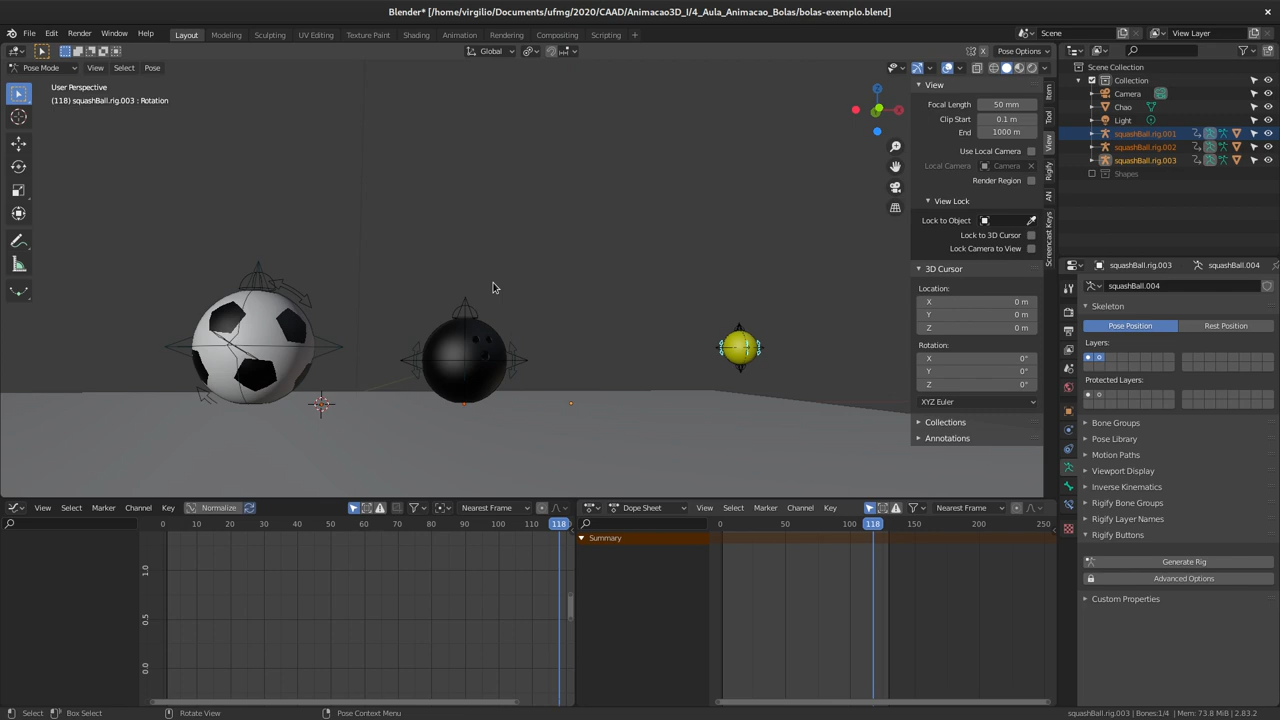 Blender* [/home/virgilio/Documents/ufmg/2020/CAAD/Animacao3D_I/4_Aula_Animacao_Bolas/bolas-exemplo.blend]
File Edit Render Window Help Layout Modeling Sculpting UV Editing Texture Paint Shading Animation Rendering Compositing Scripting + Scene View Layer
Global Pose Options
Pose Mode View Select Pose
User Perspective
(118) squashBall.rig.003 : Rotation
View
Focal Length 50 mm
Clip Start 0.1 m
End 1000 m
Use Local Camera
Local Camera Camera
Render Region
View Lock
Lock to Object
Lock to 3D Cursor
Lock Camera to View
3D Cursor
Location:
X 0 m
Y 0 m
Z 0 m
Rotation:
X 0°
Y 0°
Z 0°
XYZ Euler
Collections
Annotations
Item
Tool
View
Rigify
AN
Screencast Keys
Z
Scene Collection
Collection
Camera
Chao
Light
squashBall.rig.001
squashBall.rig.002
squashBall.rig.003
Shapes
squashBall.rig.003 squashBall.004
squashBall.004
Skeleton
Pose Position Rest Position
Layers:
Protected Layers:
Bone Groups
Pose Library
Motion Paths
Viewport Display
Inverse Kinematics
Rigify Bone Groups
Rigify Layer Names
Rigify Buttons
Generate Rig
Advanced Options
Custom Properties
View Select Marker Channel Key Normalize Nearest Frame
0 10 20 30 40 50 60 70 80 90 100 110 118
1.0
0.5
0.0
Dope Sheet View Select Marker Channel Key Nearest Frame
0 50 100 118 150 200 250
Summary
Select Box Select Rotate View Pose Context Menu squashBall.rig.003 | Bones:1/4 | Mem: 73.8 MiB | 2.83.2